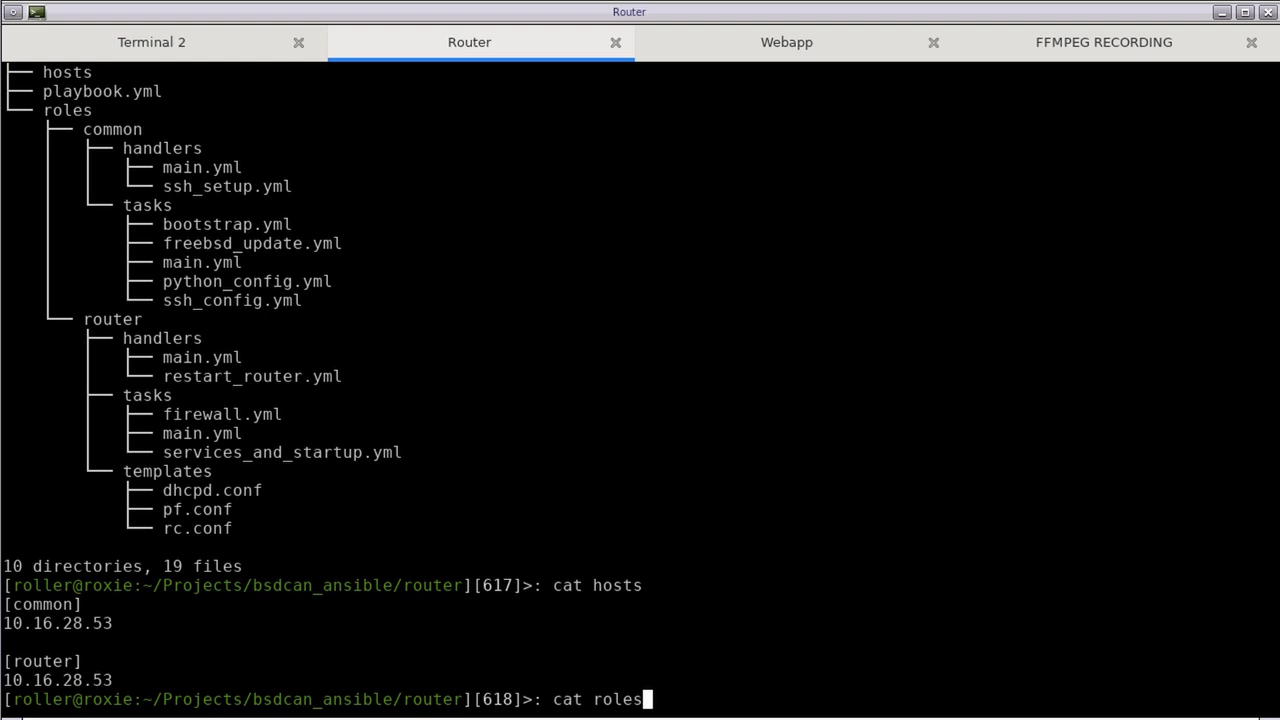 Router
Terminal 2
Router
Webapp
FFMPEG RECORDING
├── hosts
├── playbook.yml
└── roles
    ├── common
    │   ├── handlers
    │   │   ├── main.yml
    │   │   └── ssh_setup.yml
    │   └── tasks
    │       ├── bootstrap.yml
    │       ├── freebsd_update.yml
    │       ├── main.yml
    │       ├── python_config.yml
    │       └── ssh_config.yml
    └── router
        ├── handlers
        │   ├── main.yml
        │   └── restart_router.yml
        ├── tasks
        │   ├── firewall.yml
        │   ├── main.yml
        │   └── services_and_startup.yml
        └── templates
            ├── dhcpd.conf
            ├── pf.conf
            └── rc.conf
10 directories, 19 files
[roller@roxie:~/Projects/bsdcan_ansible/router][617]>: cat hosts
[common]
10.16.28.53
[router]
10.16.28.53
[roller@roxie:~/Projects/bsdcan_ansible/router][618]>: cat roles